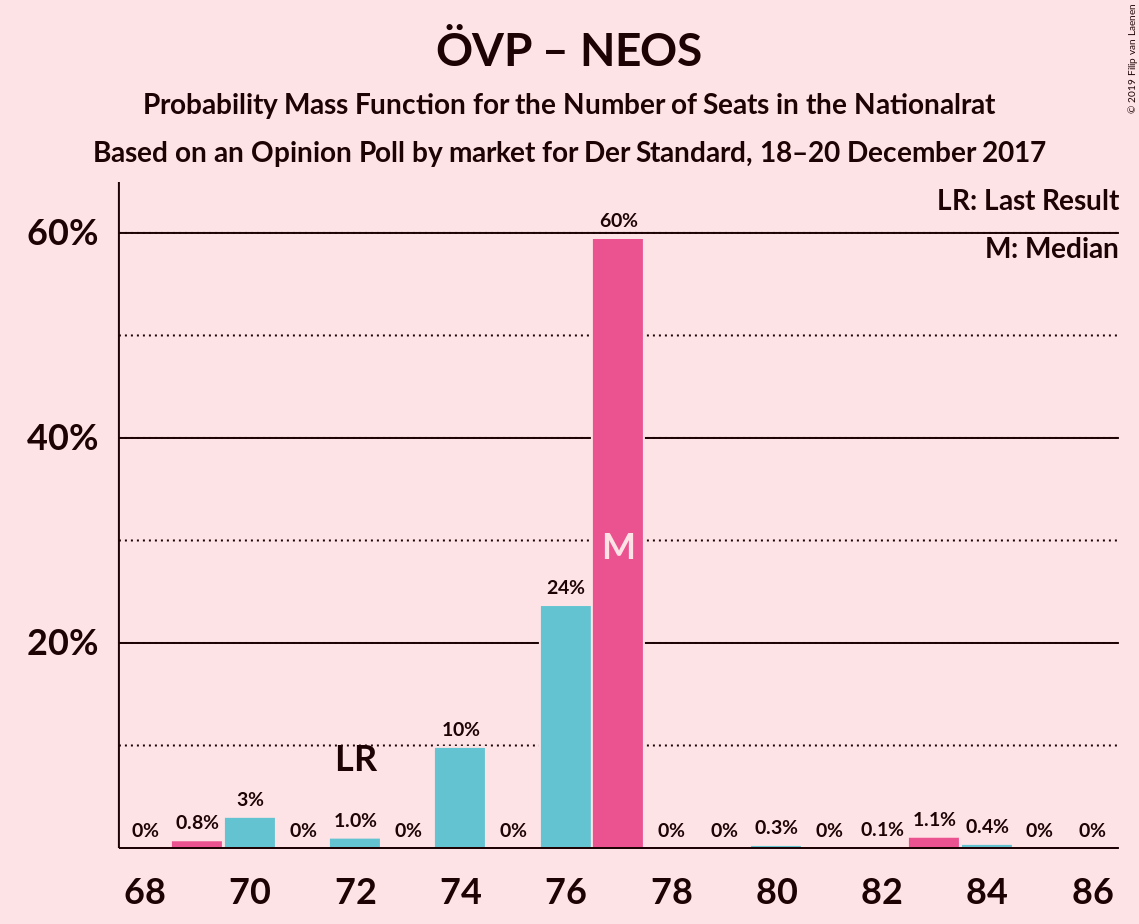 ÖVP – NEOS
Probability Mass Function for the Number of Seats in the Nationalrat
Based on an Opinion Poll by market for Der Standard, 18–20 December 2017
© 2019 Filip van Laenen
LR: Last Result
M: Median
60%
40%
20%
0%
0.8%
3%
0%
1.0%
LR
0%
10%
0%
24%
60%
M
0%
0%
0.3%
0%
0.1%
1.1%
0.4%
0%
0%
68 70 72 74 76 78 80 82 84 86